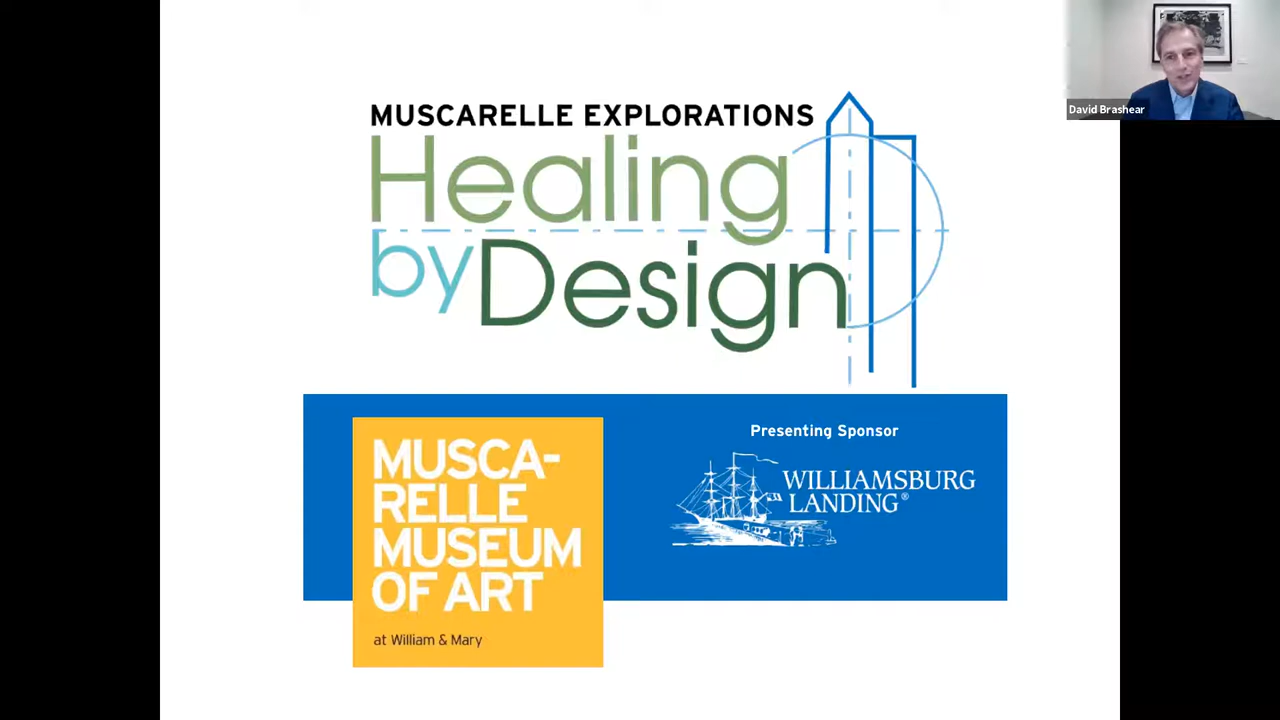 MUSCARELLE EXPLORATIONS
Healing
by Design
MUSCA-
RELLE
MUSEUM
OF ART
at William & Mary
Presenting Sponsor
WILLIAMSBURG
LANDING®
David Brashear